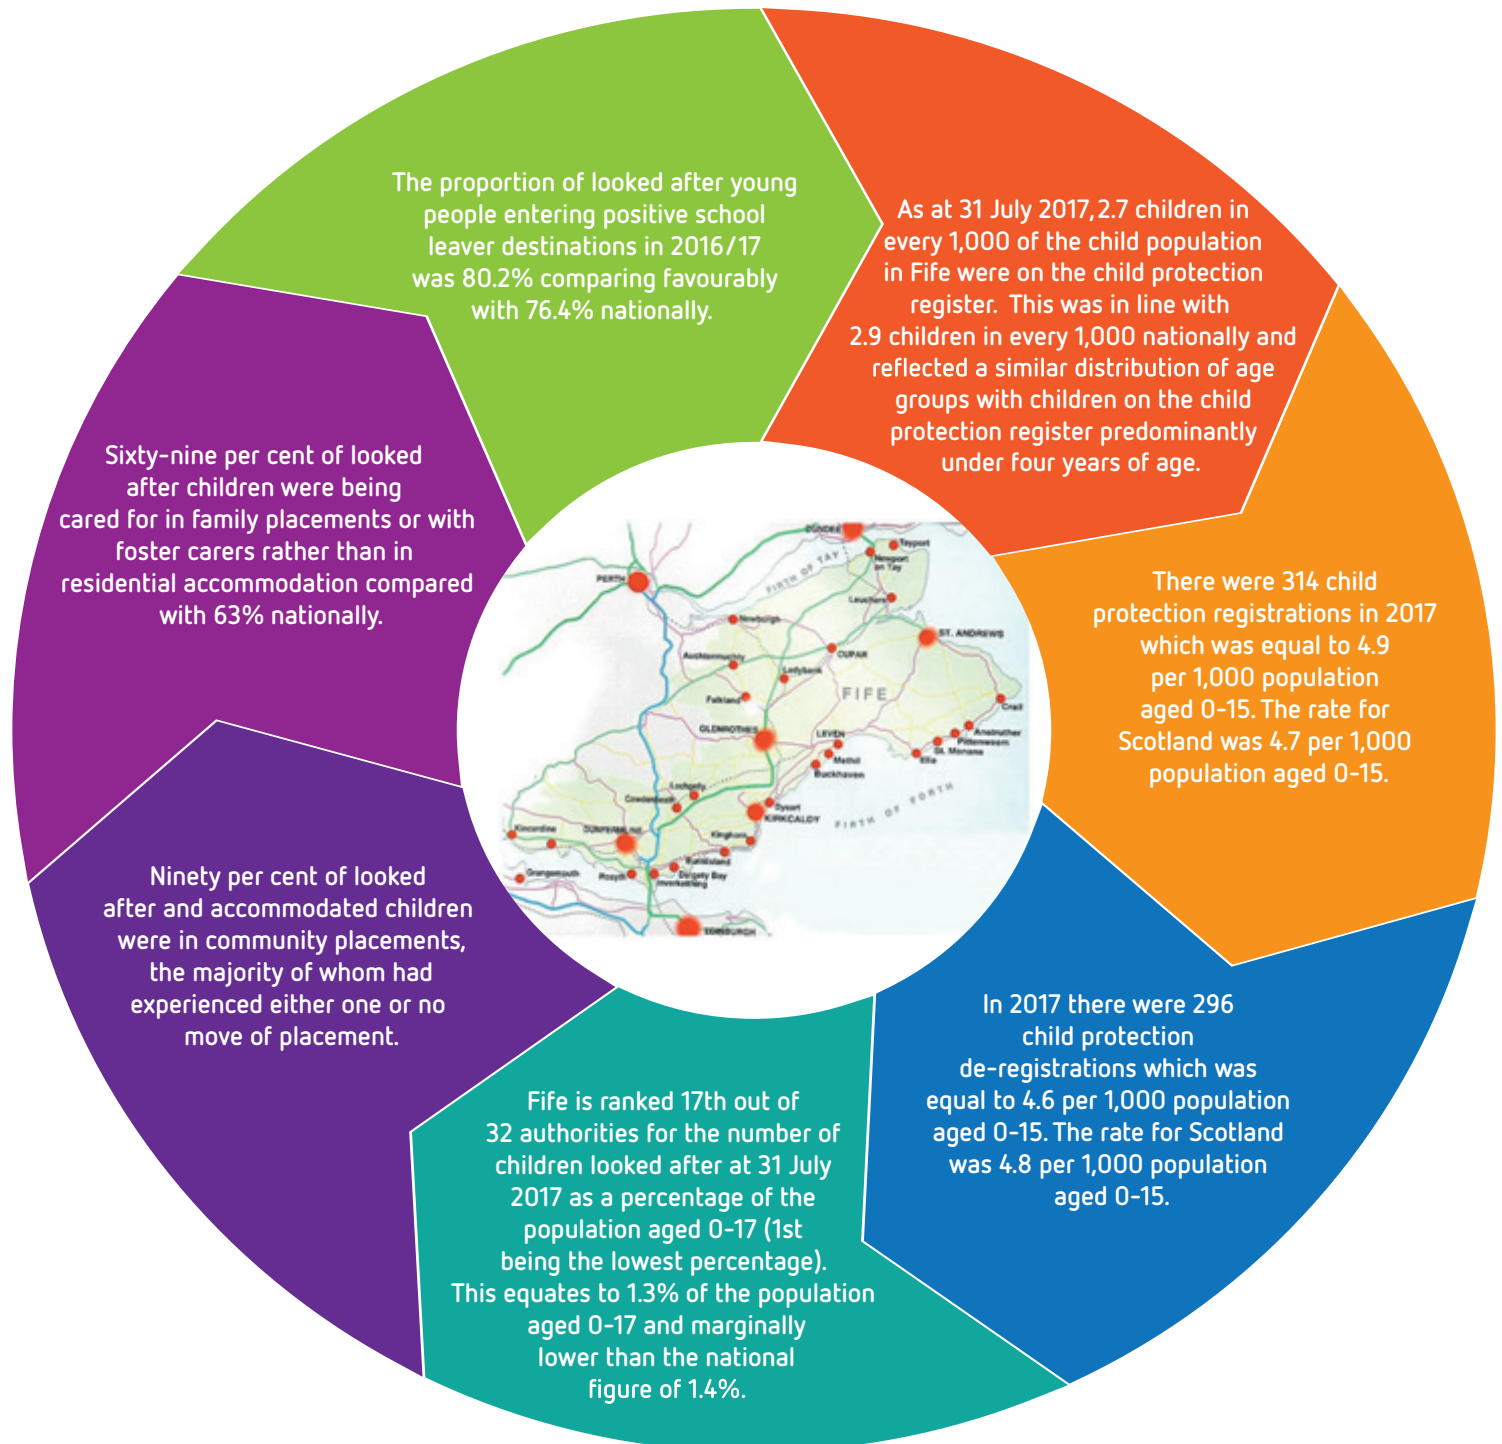 The proportion of looked after young
people entering positive school
leaver destinations in 2016/17
was 80.2% comparing favourably
with 76.4% nationally.
As at 31 July 2017, 2.7 children in
every 1,000 of the child population
in Fife were on the child protection
register. This was in line with
2.9 children in every 1,000 nationally and
reflected a similar distribution of age
groups with children on the child
protection register predominantly
under four years of age.
There were 314 child
protection registrations in 2017
which was equal to 4.9
per 1,000 population
aged 0-15. The rate for
Scotland was 4.7 per 1,000
population aged 0-15.
In 2017 there were 296
child protection
de-registrations which was
equal to 4.6 per 1,000 population
aged 0-15. The rate for Scotland
was 4.8 per 1,000 population
aged 0-15.
Fife is ranked 17th out of
32 authorities for the number of
children looked after at 31 July
2017 as a percentage of the
population aged 0-17 (1st
being the lowest percentage).
This equates to 1.3% of the population
aged 0-17 and marginally
lower than the national
figure of 1.4%.
Ninety per cent of looked
after and accommodated children
were in community placements,
the majority of whom had
experienced either one or no
move of placement.
Sixty-nine per cent of looked
after children were being
cared for in family placements or with
foster carers rather than in
residential accommodation compared
with 63% nationally.
DUNDEE
Tayport
Newport
on Tay
PERTH
FIRTH OF TAY
Leuchars
Newburgh
ST. ANDREWS
Auchtermuchty
CUPAR
Ladybank
Falkland
FIFE
Crail
GLENROTHES
LEVEN
Anstruther
Pittenweem
St. Monans
Elie
Methil
Buckhaven
Lochgelly
Cowdenbeath
Dysart
KIRKCALDY
FIRTH OF FORTH
Kincardine
DUNFERMLINE
Kinghorn
Burntisland
Grangemouth
Rosyth
Dalgety Bay
Inverkeithing
EDINBURGH